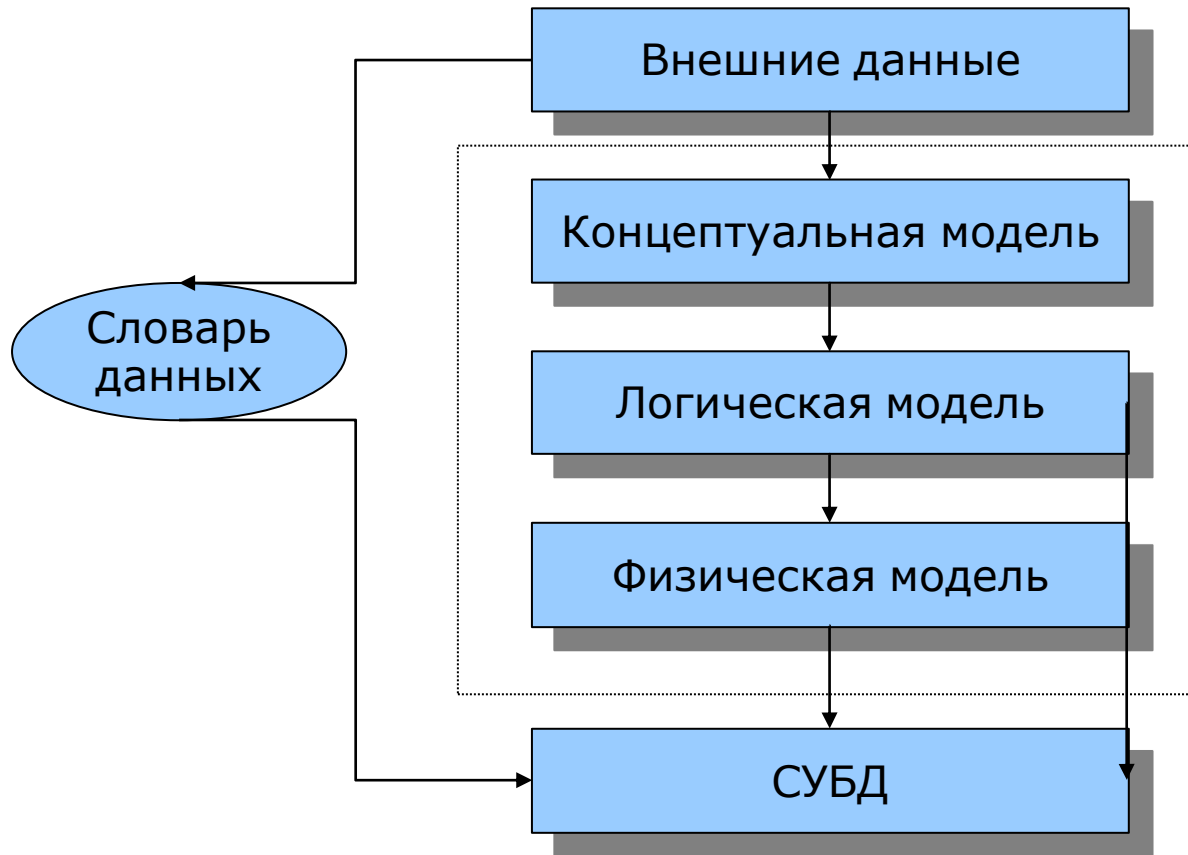 Внешние данные
Концептуальная модель
Словарь
данных
Логическая модель
Физическая модель
СУБД